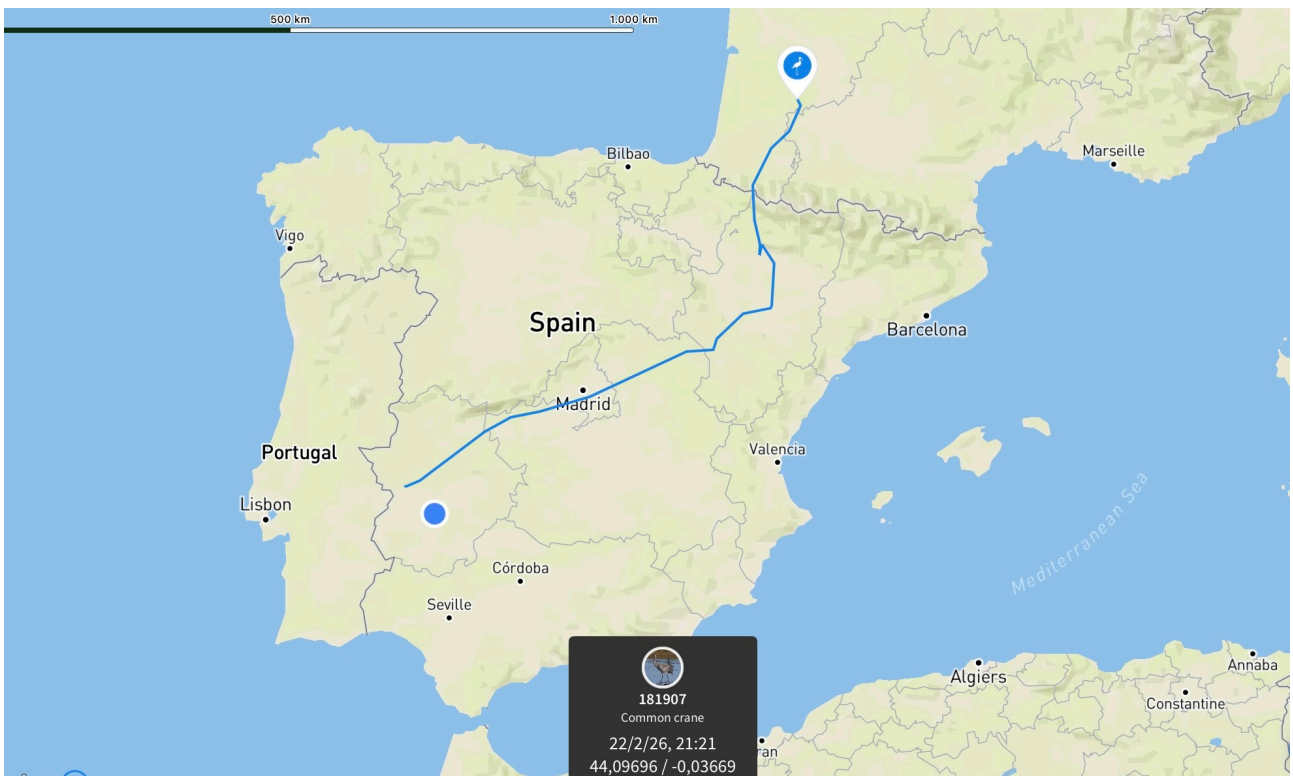 500 km
1.000 km
Bilbao
Marseille
Vigo
Spain
Barcelona
Madrid
Portugal
Valencia
Lisbon
Mediterranean Sea
Córdoba
Seville
Algiers
Annaba
Constantine
ran
181907
Common crane
22/2/26, 21:21
44,09696 / -0,03669